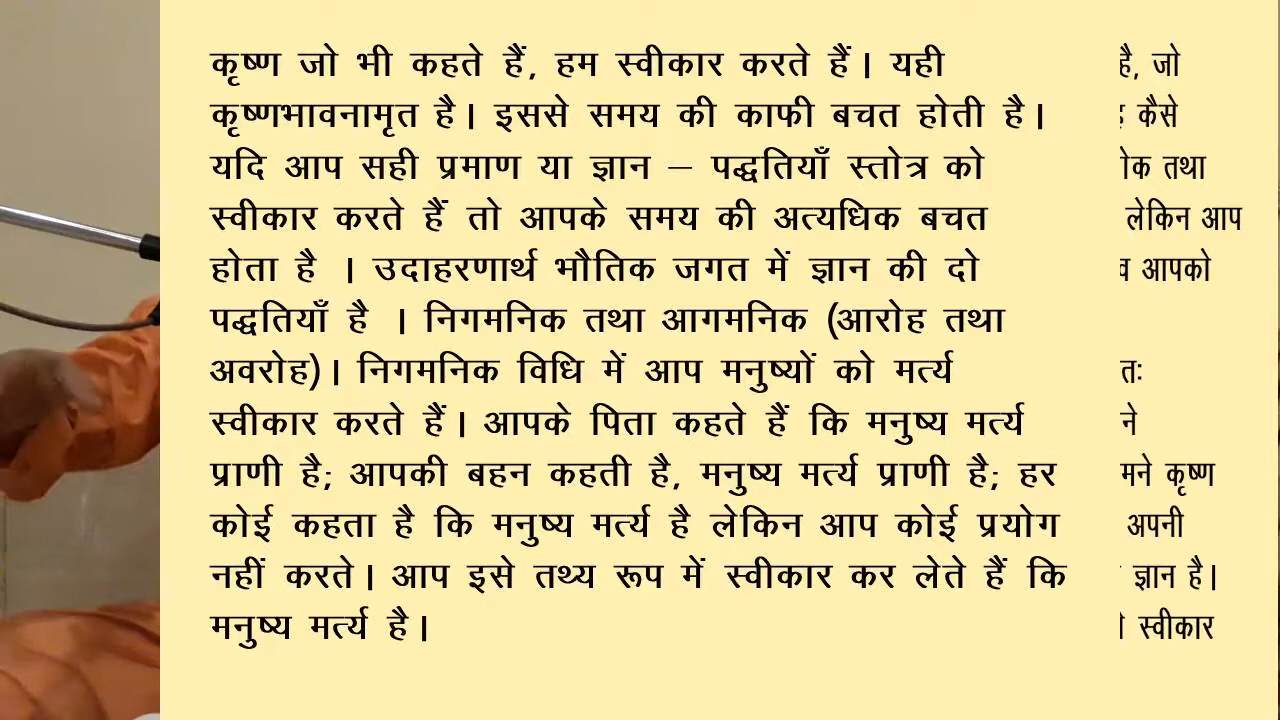 कृष्ण जो भी कहते हैं, हम स्वीकार करते हैं। यही
कृष्णभावनामृत है। इससे समय की काफी बचत होती है।
यदि आप सही प्रमाण या ज्ञान – पद्धतियाँ स्तोत्र को
स्वीकार करते हैं तो आपके समय की अत्यधिक बचत
होता है । उदाहरणार्थ भौतिक जगत में ज्ञान की दो
पद्धतियाँ है । निगमनिक तथा आगमनिक (आरोह तथा
अवरोह)। निगमनिक विधि में आप मनुष्यों को मर्त्य
स्वीकार करते हैं। आपके पिता कहते हैं कि मनुष्य मर्त्य
प्राणी है; आपकी बहन कहती है, मनुष्य मर्त्य प्राणी है; हर
कोई कहता है कि मनुष्य मर्त्य है लेकिन आप कोई प्रयोग
नहीं करते। आप इसे तथ्य रूप में स्वीकार कर लेते हैं कि
मनुष्य मर्त्य है।
है, जो
कैसे
तथा
लेकिन आप
आपको
ने
कृष्ण
अपनी
ज्ञान है।
स्वीकार